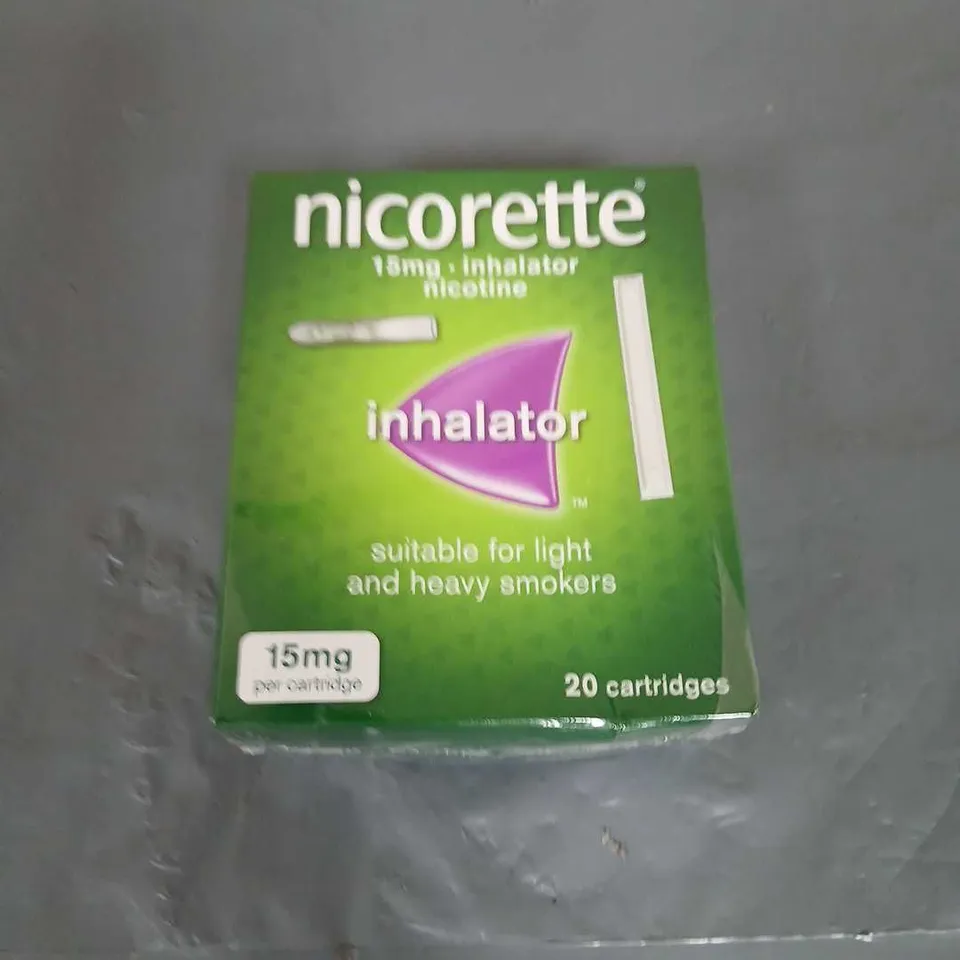 nicorette®
15mg · inhalator
nicotine
inhalator
™
suitable for light
and heavy smokers
15mg
per cartridge
20 cartridges